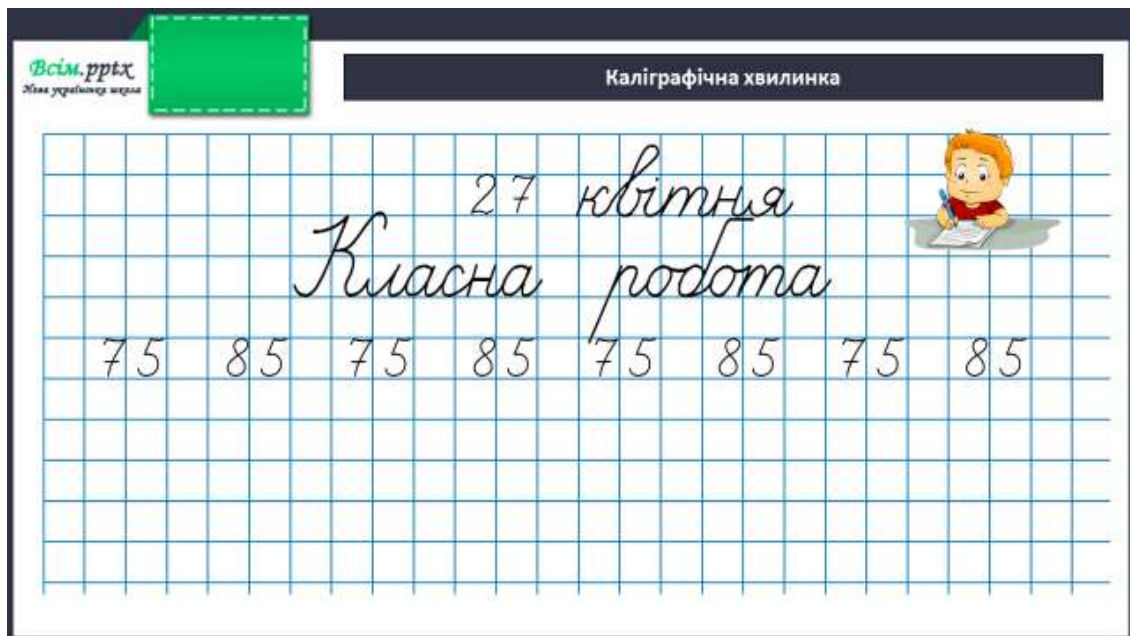 Всім.pptx
Нова українська школа
Каліграфічна хвилинка
27 квітня
Класна робота
75 85 75 85 75 85 75 85